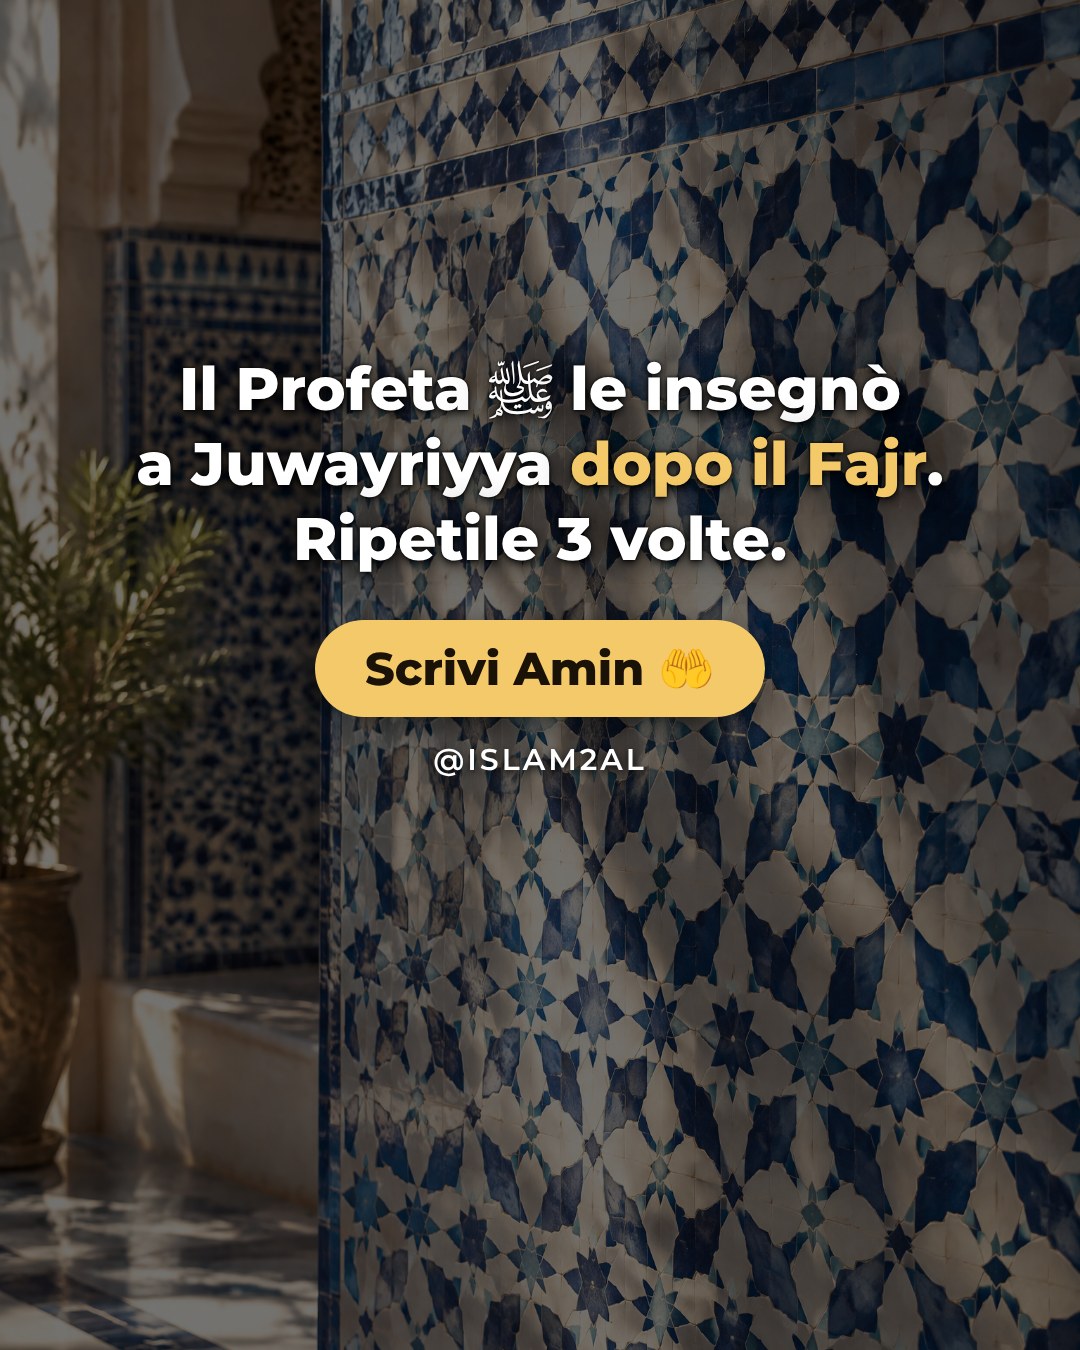 Il Profeta ﷺ le insegnò
a Juwayriyya dopo il Fajr.
Ripetile 3 volte.
Scrivi Amin 🤲
@ISLAM2AL